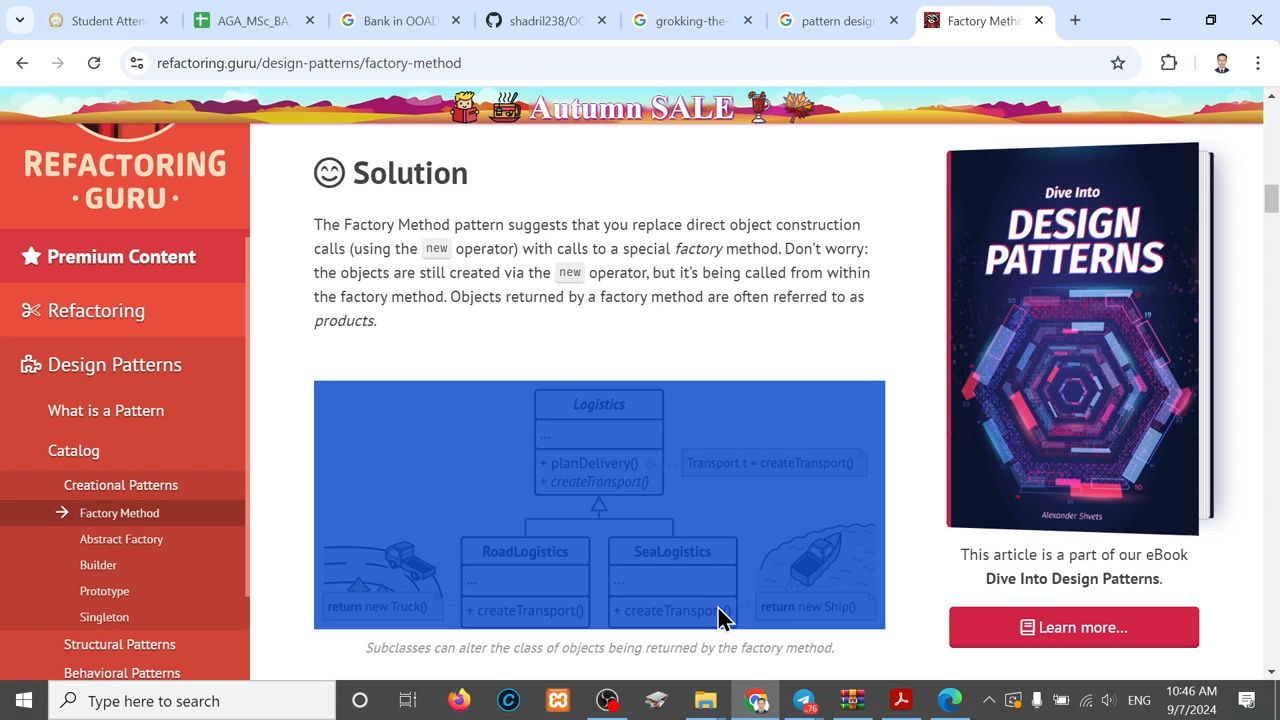 Student Atten
AGA_MSc_BA_
Bank in OOAD
shadril238/OO
grokking-the-
pattern desig
Factory Meth
refactoring.guru/design-patterns/factory-method
Autumn SALE
REFACTORING
·GURU·
Premium Content
Refactoring
Design Patterns
What is a Pattern
Catalog
Creational Patterns
Factory Method
Abstract Factory
Builder
Prototype
Singleton
Structural Patterns
Behavioral Patterns
Solution
The Factory Method pattern suggests that you replace direct object construction
calls (using the new operator) with calls to a special factory method. Don't worry:
the objects are still created via the new operator, but it's being called from within
the factory method. Objects returned by a factory method are often referred to as
products.
Logistics
...
+ planDelivery()
+ createTransport()
Transport t = createTransport()
RoadLogistics
...
+ createTransport()
SeaLogistics
...
+ createTransport()
return new Truck()
return new Ship()
Subclasses can alter the class of objects being returned by the factory method.
Dive Into
DESIGN
PATTERNS
Alexander Shvets
This article is a part of our eBook
Dive Into Design Patterns.
Learn more...
Type here to search
.76
ENG
10:46 AM
9/7/2024